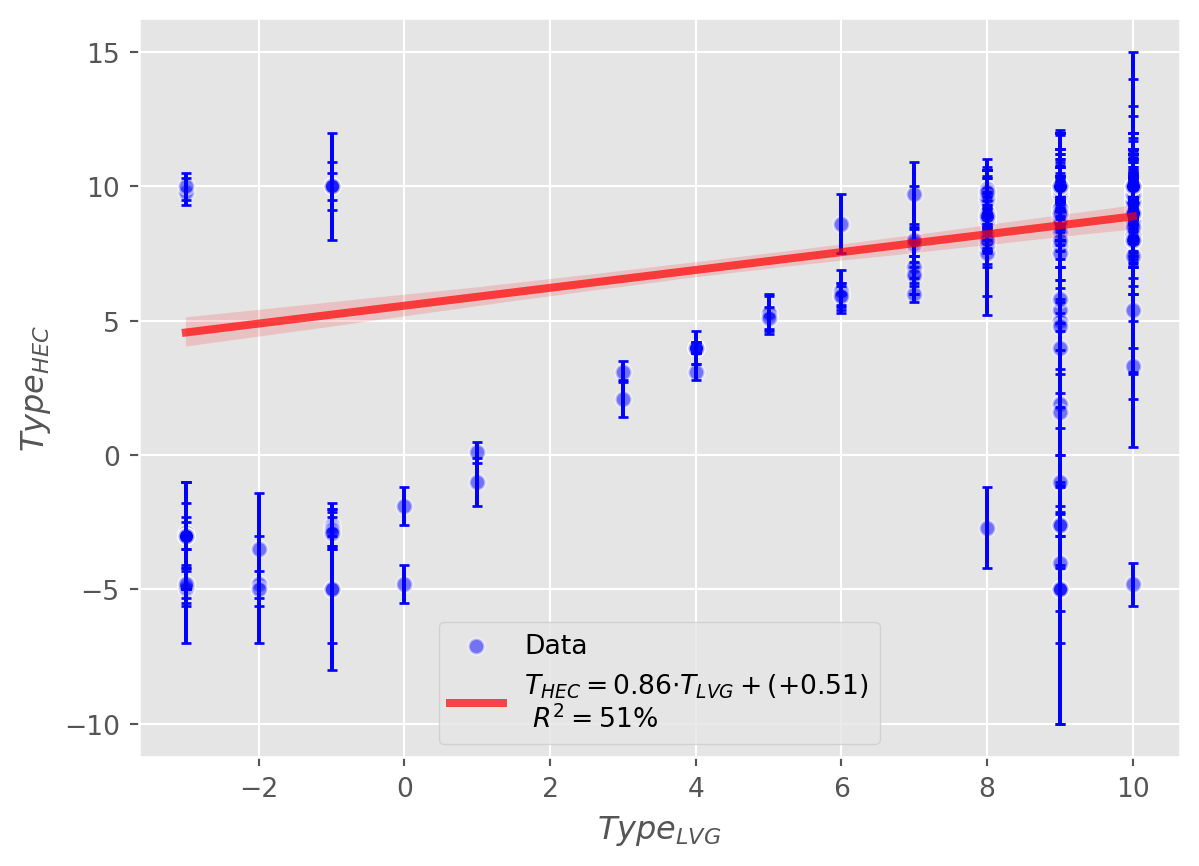 15
10
5
0
−5
−10
Type_HEC
Data
T_HEC = 0.86·T_LVG + (+0.51)
R² = 51%
−2
0
2
4
6
8
10
Type_LVG